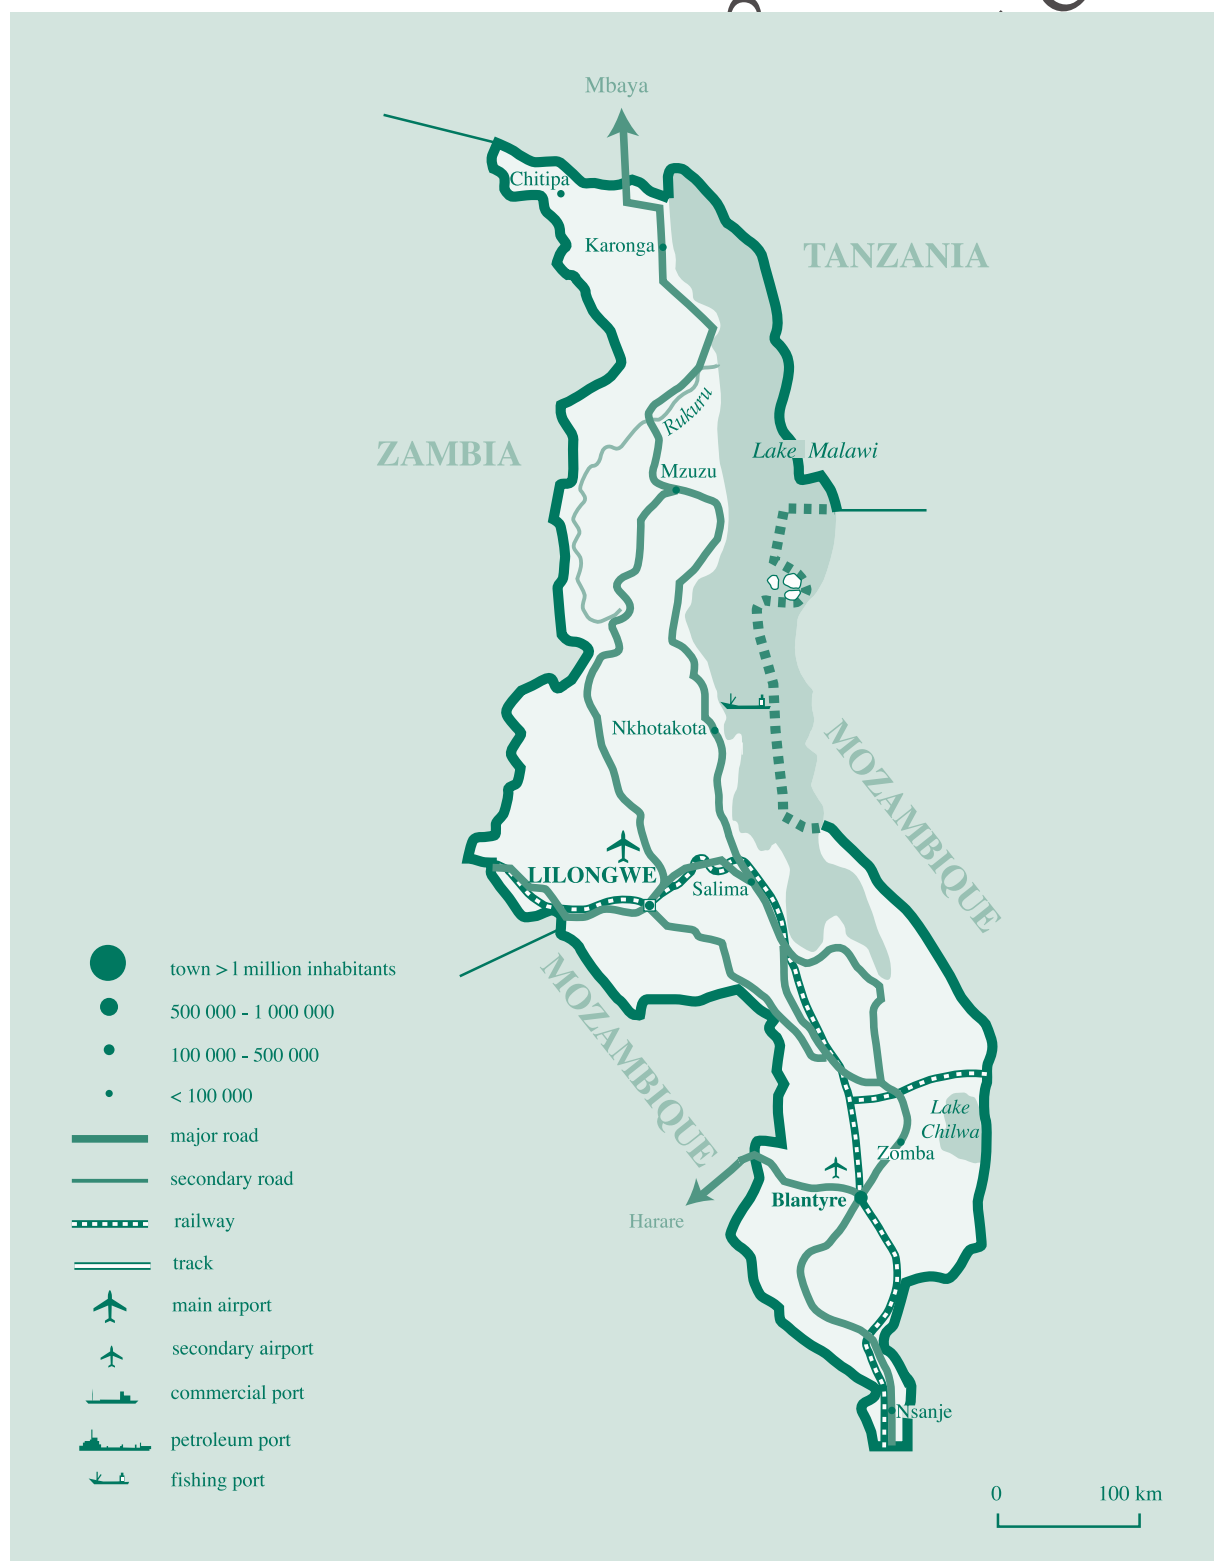 Mbaya
Chitipa
Karonga
TANZANIA
Rukuru
ZAMBIA
Lake Malawi
Mzuzu
Nkhotakota
MOZAMBIQUE
LILONGWE
Salima
MOZAMBIQUE
Lake
Chilwa
Zomba
Blantyre
Harare
Nsanje
town > 1 million inhabitants
500 000 - 1 000 000
100 000 - 500 000
< 100 000
major road
secondary road
railway
track
main airport
secondary airport
commercial port
petroleum port
fishing port
0 100 km